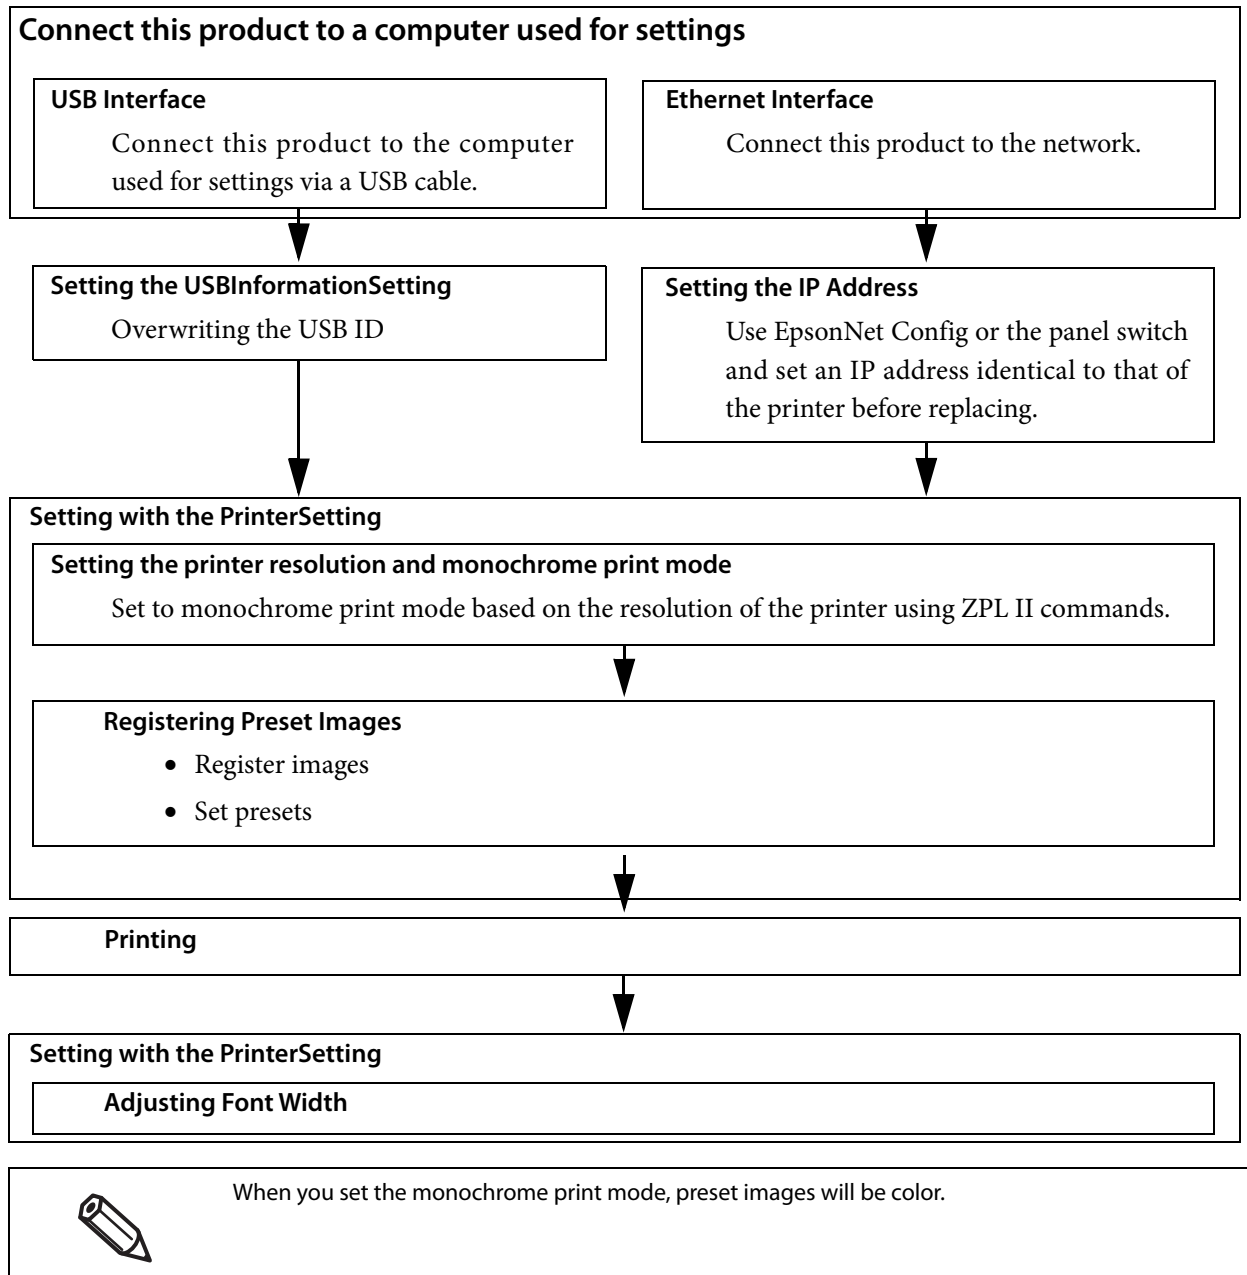 Connect this product to a computer used for settings
USB Interface
Connect this product to the computer
used for settings via a USB cable.
Ethernet Interface
Connect this product to the network.
Setting the USBInformationSetting
Overwriting the USB ID
Setting the IP Address
Use EpsonNet Config or the panel switch
and set an IP address identical to that of
the printer before replacing.
Setting with the PrinterSetting
Setting the printer resolution and monochrome print mode
Set to monochrome print mode based on the resolution of the printer using ZPL II commands.
Registering Preset Images
• Register images
• Set presets
Printing
Setting with the PrinterSetting
Adjusting Font Width
When you set the monochrome print mode, preset images will be color.